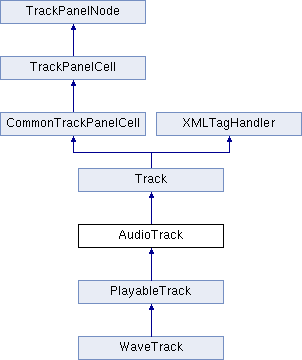 TrackPanelNode
TrackPanelCell
CommonTrackPanelCell
XMLTagHandler
Track
AudioTrack
PlayableTrack
WaveTrack